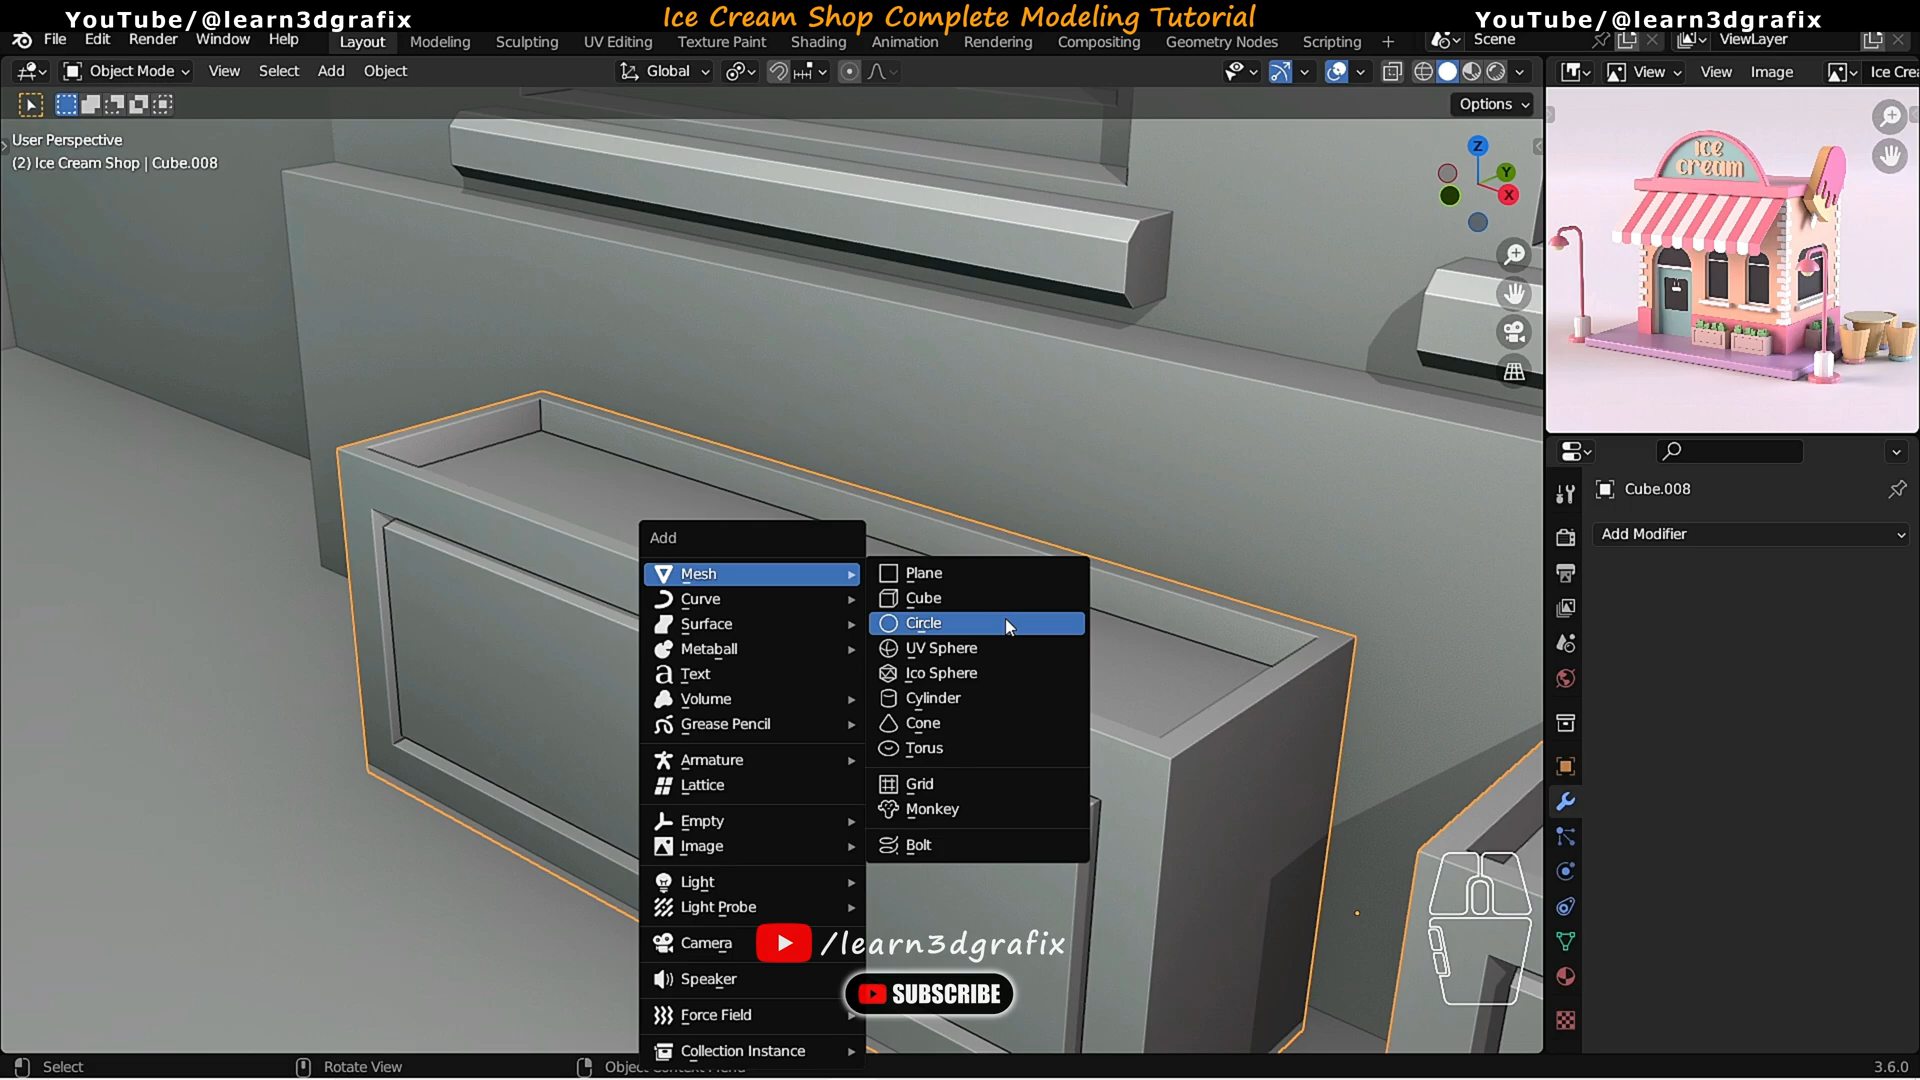 YouTube/@learn3dgrafix
Ice Cream Shop Complete Modeling Tutorial
YouTube/@learn3dgrafix
File Edit Render Window Help
Layout Modeling Sculpting UV Editing Texture Paint Shading Animation Rendering Compositing Geometry Nodes Scripting +
Scene
ViewLayer
Object Mode View Select Add Object
Global
View View Image
Ice Crea
Options
User Perspective
(2) Ice Cream Shop | Cube.008
Z
Y
X
ICE
cream
Cube.008
Add Modifier
Add
Mesh
Curve
Surface
Metaball
Text
Volume
Grease Pencil
Armature
Lattice
Empty
Image
Light
Light Probe
Camera
Speaker
Force Field
Collection Instance
Plane
Cube
Circle
UV Sphere
Ico Sphere
Cylinder
Cone
Torus
Grid
Monkey
Bolt
/learn3dgrafix
SUBSCRIBE
Select
Rotate View
3.6.0